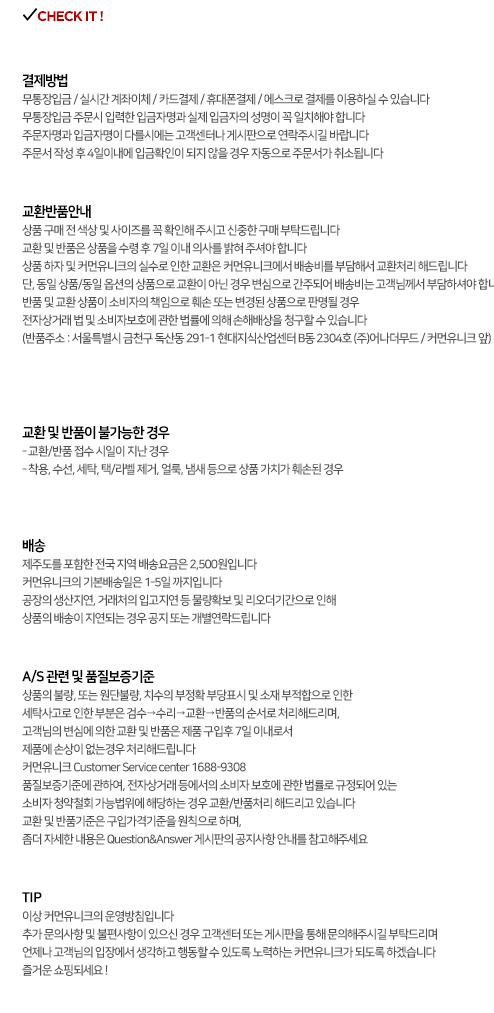 ✓CHECK IT !
결제방법
무통장입금 / 실시간 계좌이체 / 카드결제 / 휴대폰결제 / 에스크로 결제를 이용하실 수 있습니다
무통장입금 주문시 입력한 입금자명과 실제 입금자의 성명이 꼭 일치해야 합니다
주문자명과 입금자명이 다를시에는 고객센터나 게시판으로 연락주시길 바랍니다
주문서 작성 후 4일이내에 입금확인이 되지 않을 경우 자동으로 주문서가 취소됩니다
교환반품안내
상품 구매 전 색상 및 사이즈를 꼭 확인해 주시고 신중한 구매 부탁드립니다
교환 및 반품은 상품을 수령 후 7일 이내 의사를 밝혀 주셔야 합니다
상품 하자 및 커먼유니크의 실수로 인한 교환은 커먼유니크에서 배송비를 부담해서 교환처리 해드립니다
단, 동일 상품/동일 옵션의 상품으로 교환이 아닌 경우 변심으로 간주되어 배송비는 고객님께서 부담하셔야 합니
반품 및 교환 상품이 소비자의 책임으로 훼손 또는 변경된 상품으로 판명될 경우
전자상거래 법 및 소비자보호에 관한 법률에 의해 손해배상을 청구할 수 있습니다
(반품주소 : 서울특별시 금천구 독산동 291-1 현대지식산업센터 B동 2304호 (주)어나더무드 / 커먼유니크 앞)
교환 및 반품이 불가능한 경우
- 교환/반품 접수 시일이 지난 경우
- 착용, 수선, 세탁, 택/라벨 제거, 얼룩, 냄새 등으로 상품 가치가 훼손된 경우
배송
제주도를 포함한 전국 지역 배송요금은 2,500원입니다
커먼유니크의 기본배송일은 1-5일 까지입니다
공장의 생산지연, 거래처의 입고지연 등 물량확보 및 리오더기간으로 인해
상품의 배송이 지연되는 경우 공지 또는 개별연락드립니다
A/S 관련 및 품질보증기준
상품의 불량, 또는 원단불량, 치수의 부정확 부당표시 및 소재 부적합으로 인한
세탁사고로 인한 부분은 검수→수리→교환→반품의 순서로 처리해드리며,
고객님의 변심에 의한 교환 및 반품은 제품 구입후 7일 이내로서
제품에 손상이 없는경우 처리해드립니다
커먼유니크 Customer Service center 1688-9308
품질보증기준에 관하여, 전자상거래 등에서의 소비자 보호에 관한 법률로 규정되어 있는
소비자 청약철회 가능범위에 해당하는 경우 교환/반품처리 해드리고 있습니다
교환 및 반품기준은 구입가격기준을 원칙으로 하며,
좀더 자세한 내용은 Question&Answer 게시판의 공지사항 안내를 참고해주세요
TIP
이상 커먼유니크의 운영방침입니다
추가 문의사항 및 불편사항이 있으신 경우 고객센터 또는 게시판을 통해 문의해주시길 부탁드리며
언제나 고객님의 입장에서 생각하고 행동할 수 있도록 노력하는 커먼유니크가 되도록 하겠습니다
즐거운 쇼핑되세요 !